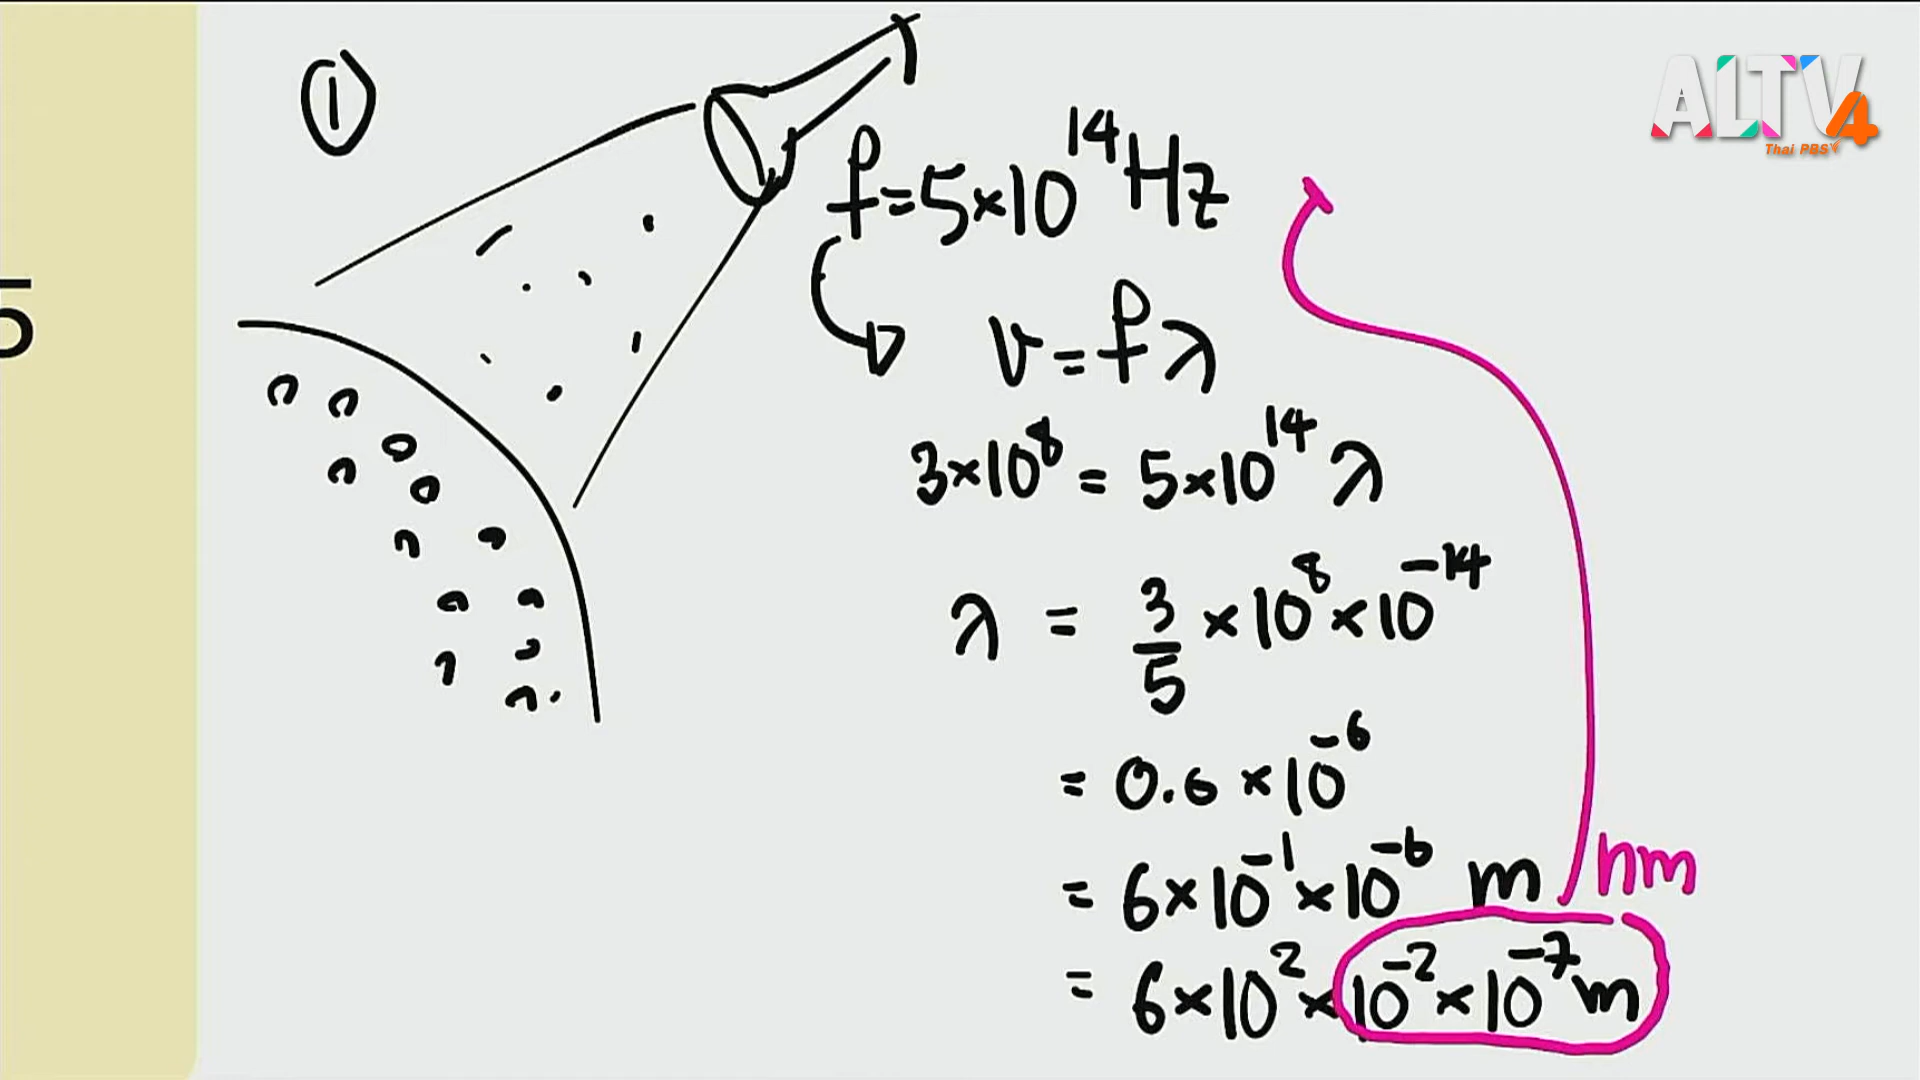 ALTV4
Thai PBS
①
f=5×10¹⁴Hz
5
v=fλ
3×10⁸ = 5×10¹⁴ λ
λ = 3/5 ×10⁸×10⁻¹⁴
= 0.6 ×10⁻⁶
= 6×10⁻¹×10⁻⁶ m
nm
= 6×10²×10⁻²×10⁻⁷m